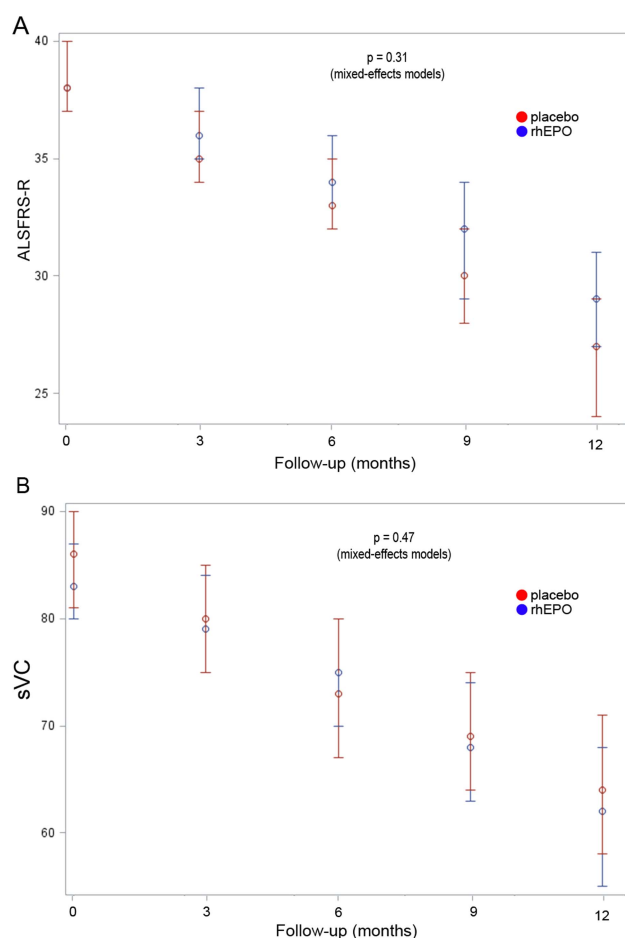 A
40
35
30
25
ALSFRS-R
p = 0.31
(mixed-effects models)
placebo
rhEPO
0 3 6 9 12
Follow-up (months)
B
90
80
70
60
sVC
p = 0.47
(mixed-effects models)
placebo
rhEPO
0 3 6 9 12
Follow-up (months)